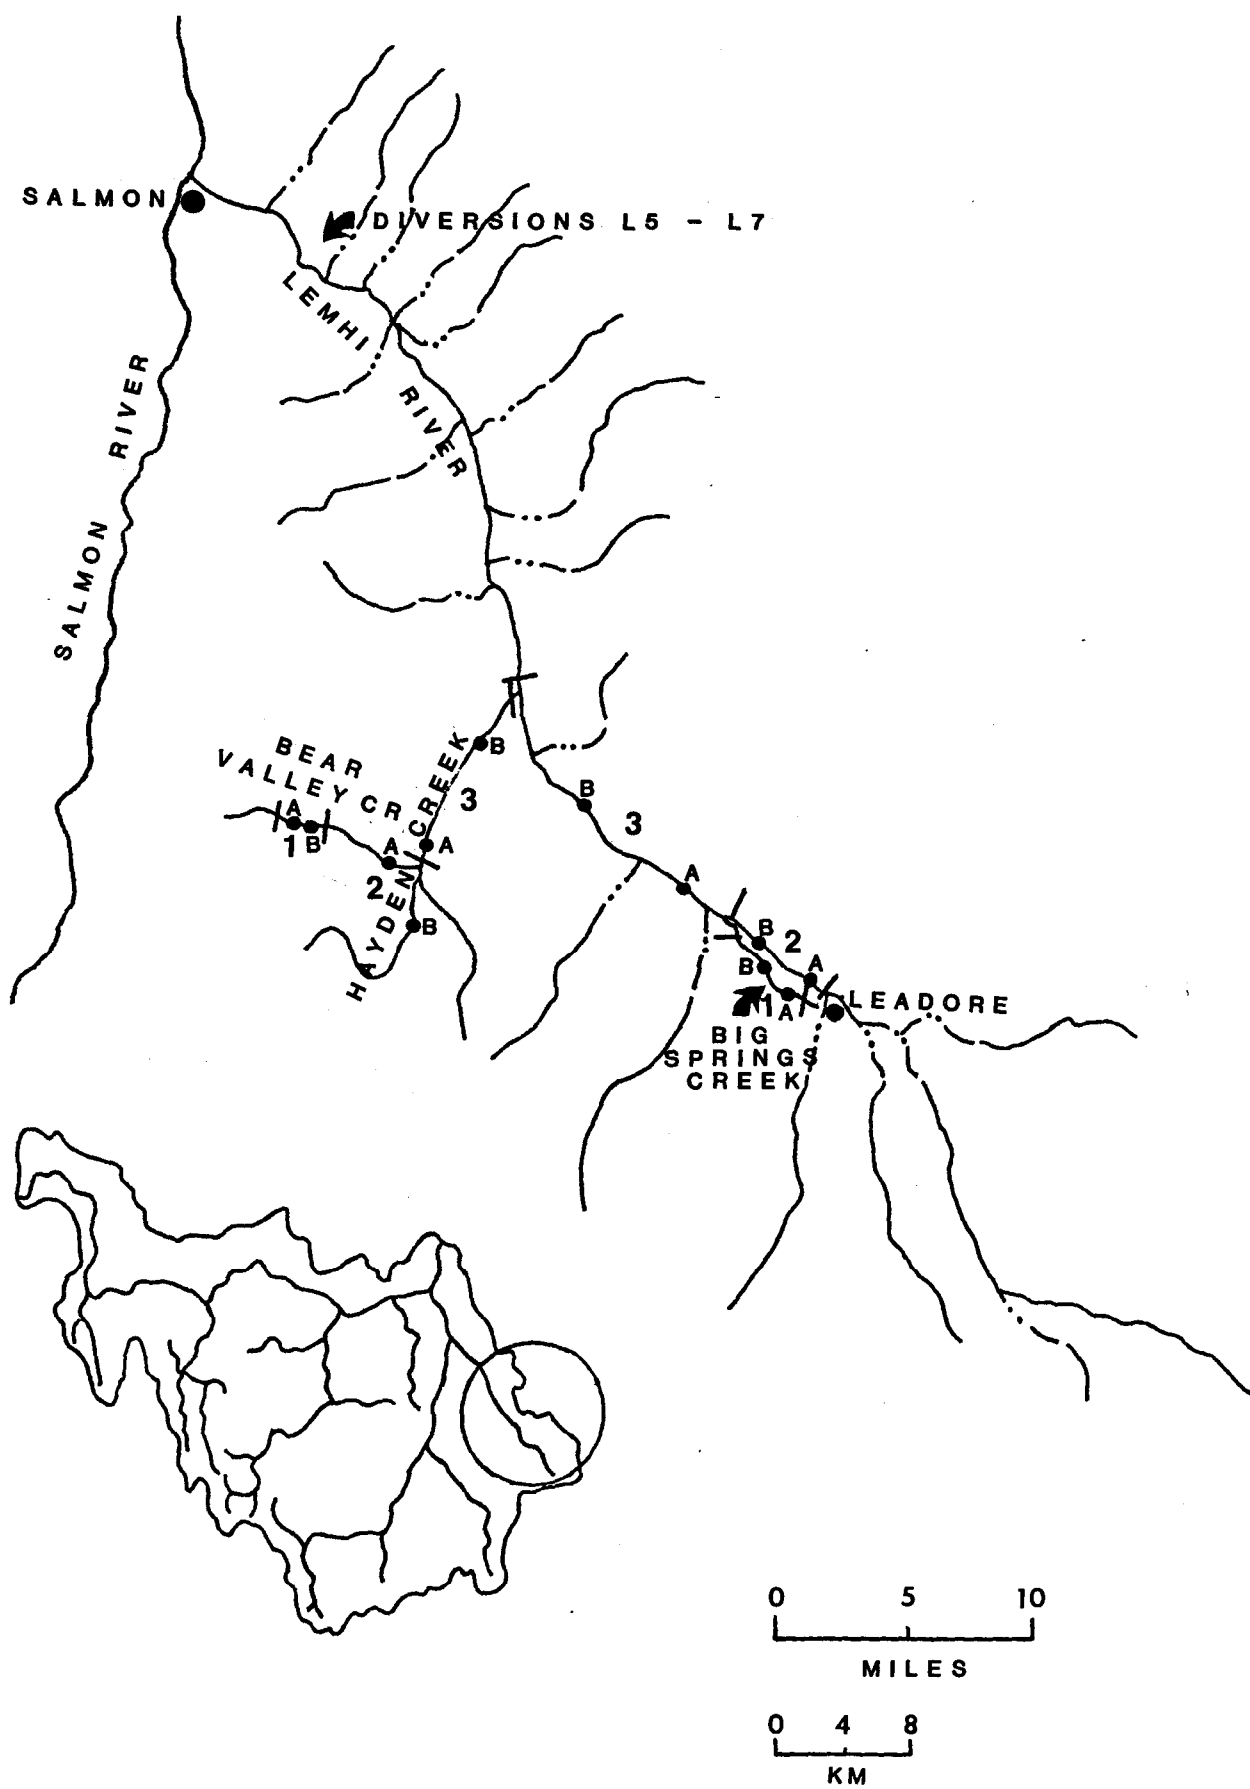 SALMON
DIVERSIONS L5 - L7
LEMHI
RIVER
SALMON RIVER
BEAR
VALLEY CR
HAYDEN CREEK
B
3
A
A
B
1
A
2
B
B
3
A
B
2
A
B
1
A
LEADORE
BIG
SPRINGS
CREEK
0 5 10
MILES
0 4 8
KM